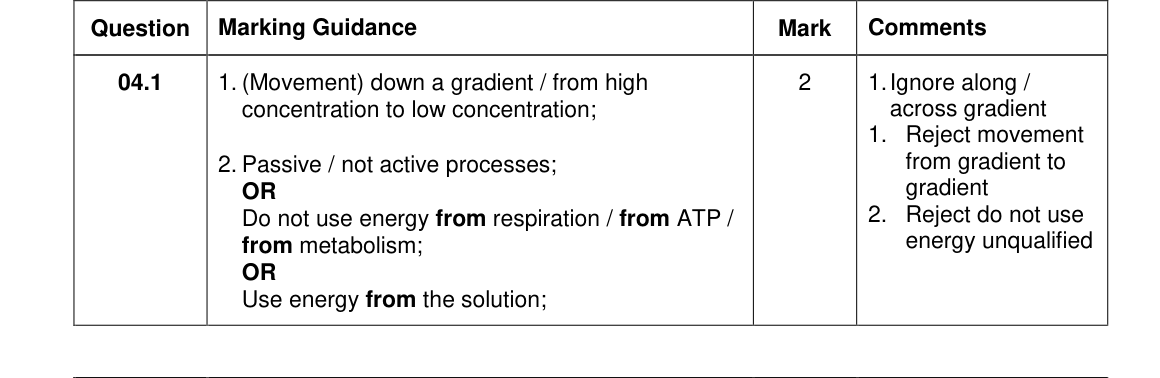 Question Marking Guidance Mark Comments
04.1
1. (Movement) down a gradient / from high
concentration to low concentration;
2. Passive / not active processes;
OR
Do not use energy from respiration / from ATP /
from metabolism;
OR
Use energy from the solution;
2
1. Ignore along /
across gradient
1. Reject movement
from gradient to
gradient
2. Reject do not use
energy unqualified